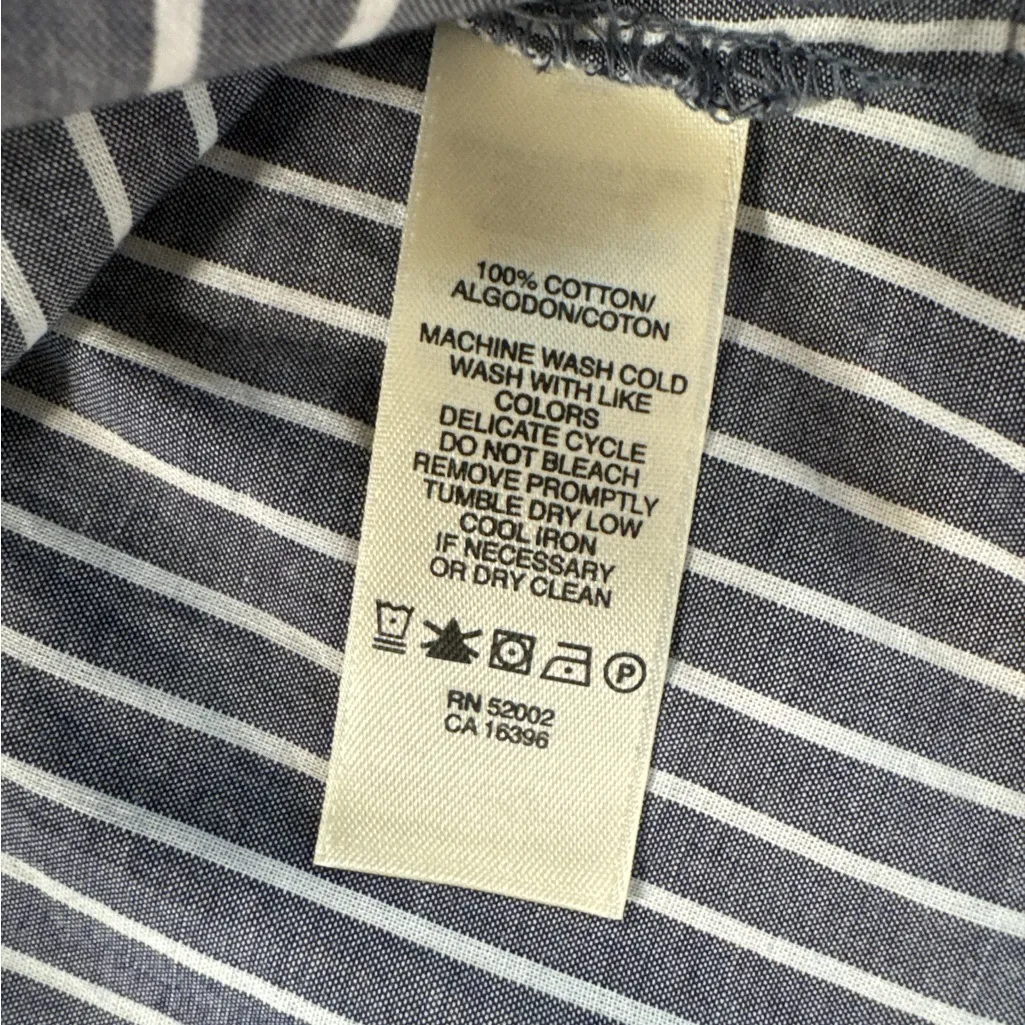 100% COTTON/
ALGODON/COTON
MACHINE WASH COLD
WASH WITH LIKE
COLORS
DELICATE CYCLE
DO NOT BLEACH
REMOVE PROMPTLY
TUMBLE DRY LOW
COOL IRON
IF NECESSARY
OR DRY CLEAN
P
RN 52002
CA 16396